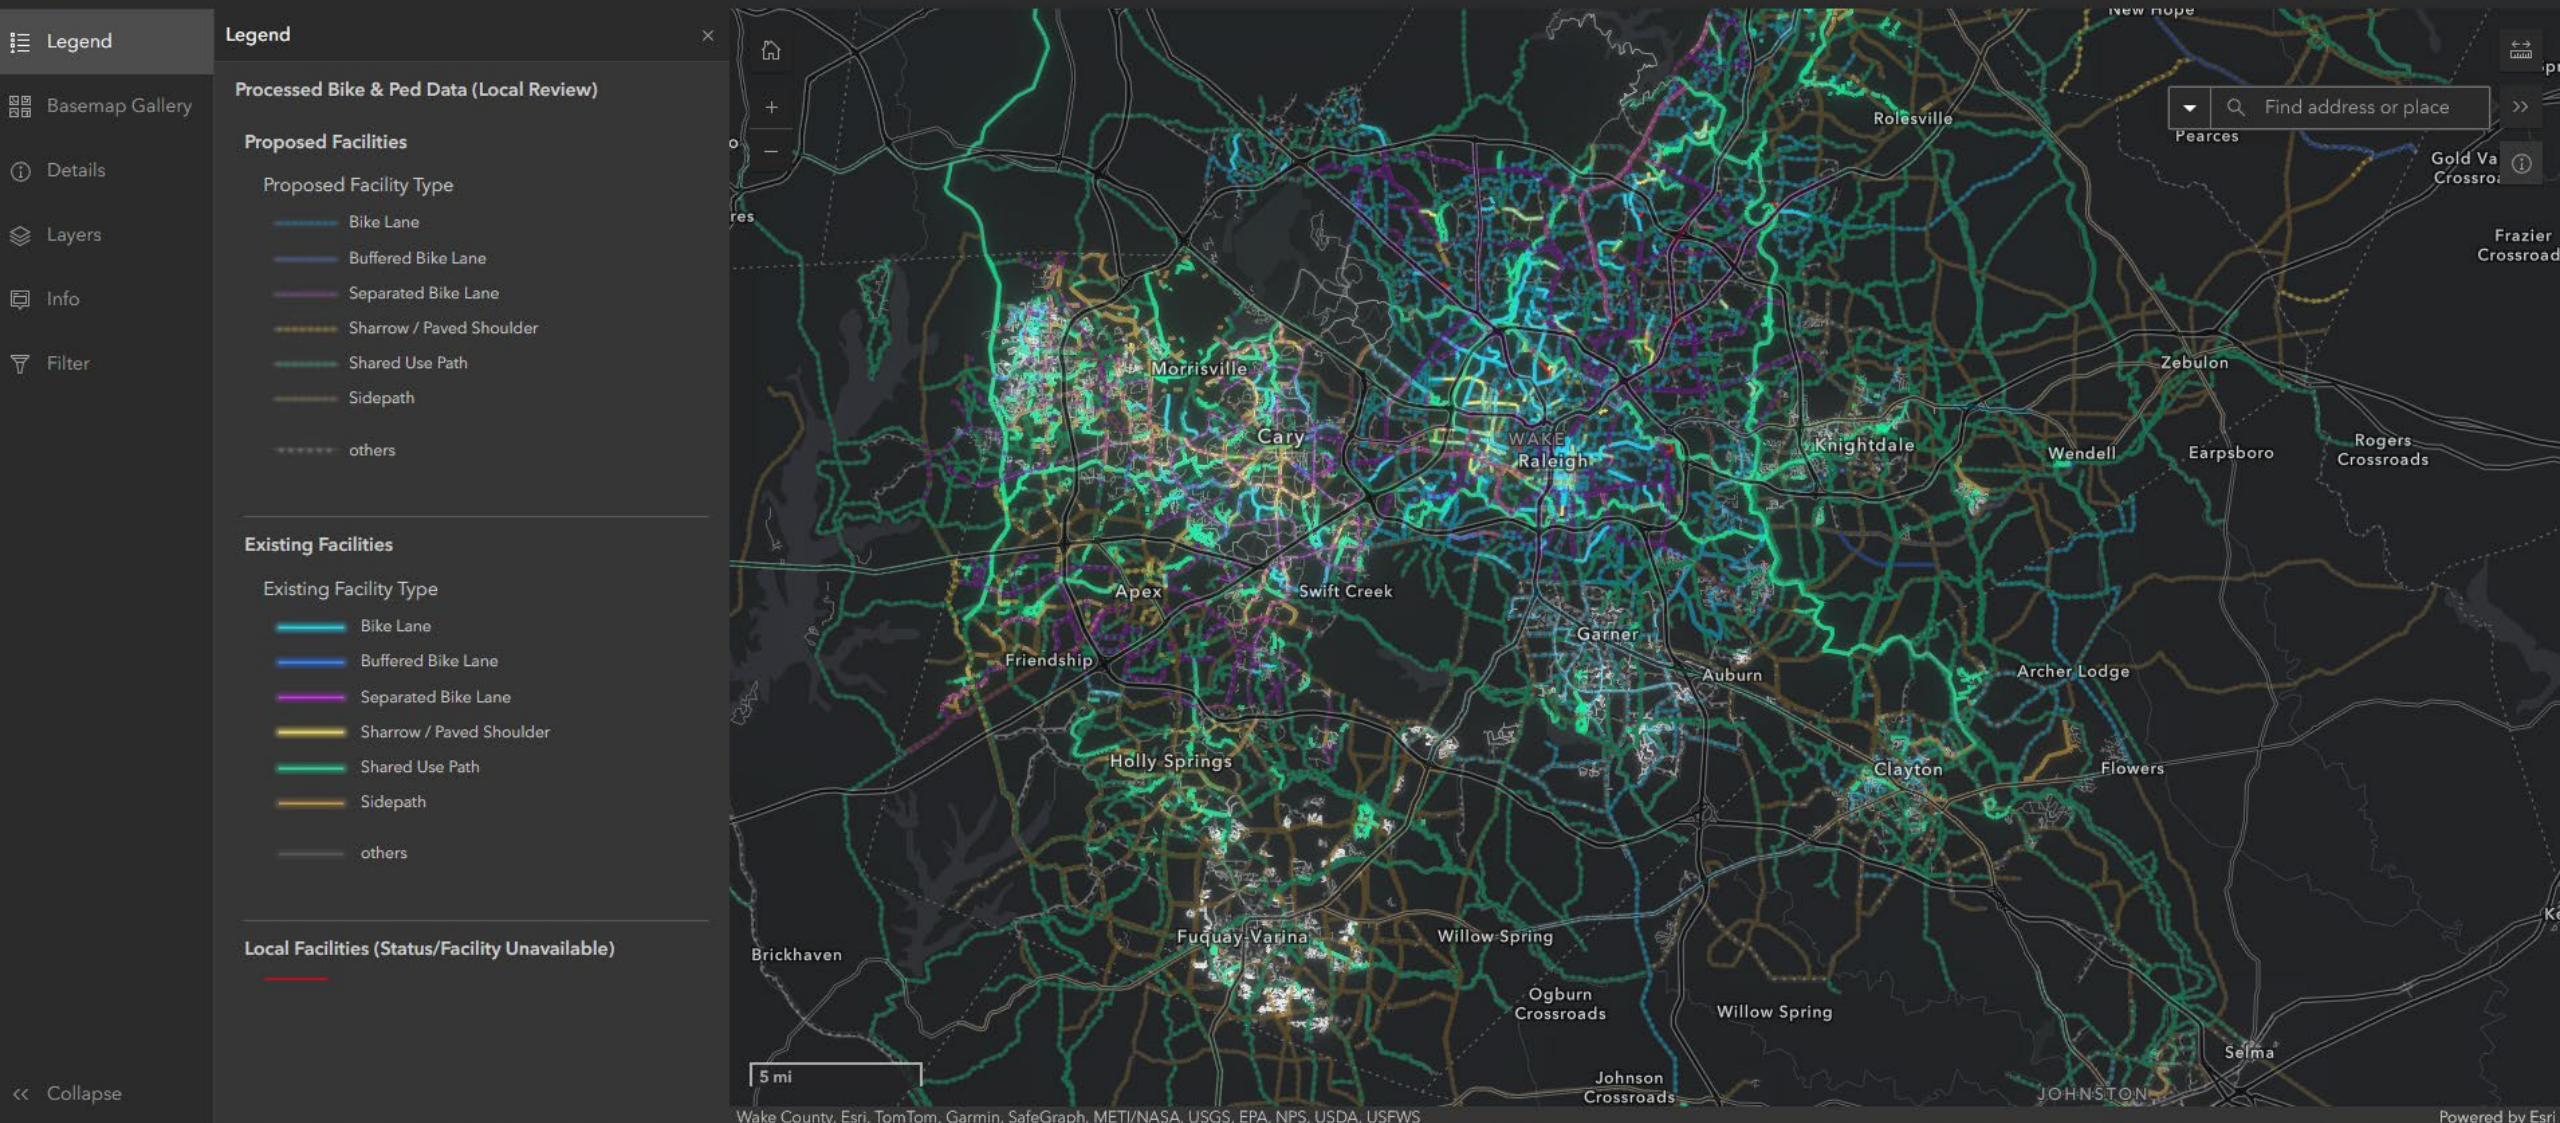 Legend
Basemap Gallery
Details
Layers
Info
Filter
Collapse
Legend
Processed Bike & Ped Data (Local Review)
Proposed Facilities
Proposed Facility Type
Bike Lane
Buffered Bike Lane
Separated Bike Lane
Sharrow / Paved Shoulder
Shared Use Path
Sidepath
others
Existing Facilities
Existing Facility Type
Bike Lane
Buffered Bike Lane
Separated Bike Lane
Sharrow / Paved Shoulder
Shared Use Path
Sidepath
others
Local Facilities (Status/Facility Unavailable)
New Hope
Find address or place
Rolesville
Pearces
Gold Va
Crossroa
res
Frazier
Crossroad
Morrisville
Zebulon
Cary
WAKE
Raleigh
Knightdale
Wendell
Earpsboro
Rogers
Crossroads
Apex
Swift Creek
Garner
Friendship
Auburn
Archer Lodge
Holly Springs
Clayton
Flowers
Fuquay-Varina
Willow Spring
Brickhaven
Ogburn
Crossroads
Willow Spring
Selma
5 mi
Johnson
Crossroads
JOHNSTON
Wake County, Esri, TomTom, Garmin, SafeGraph, METI/NASA, USGS, EPA, NPS, USDA, USFWS
Powered by Esri